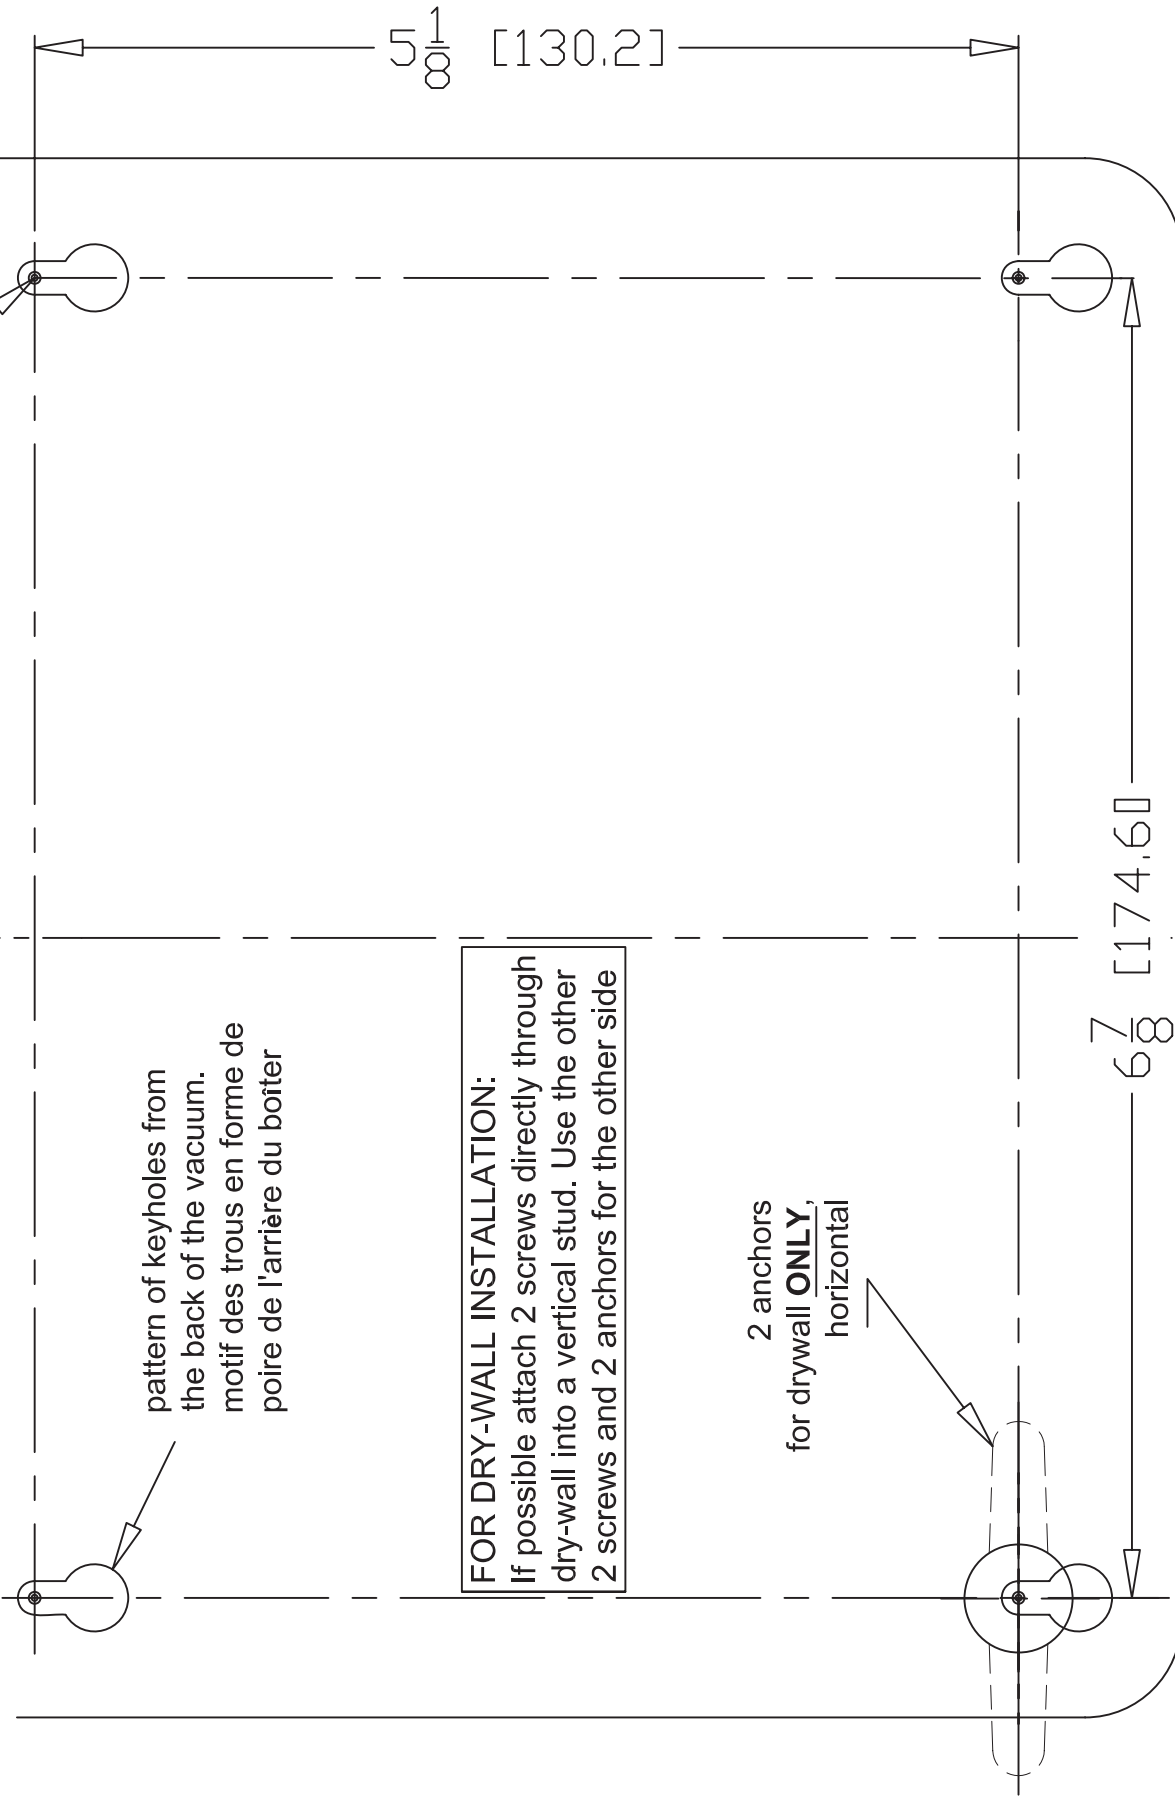 5 1/8 [130.2]
pattern of keyholes from
the back of the vacuum.
motif des trous en forme de
poire de l'arrière du boîter
FOR DRY-WALL INSTALLATION:
If possible attach 2 screws directly through
dry-wall into a vertical stud. Use the other
2 screws and 2 anchors for the other side
2 anchors
for drywall ONLY,
horizontal
6 7/8 [174.6]